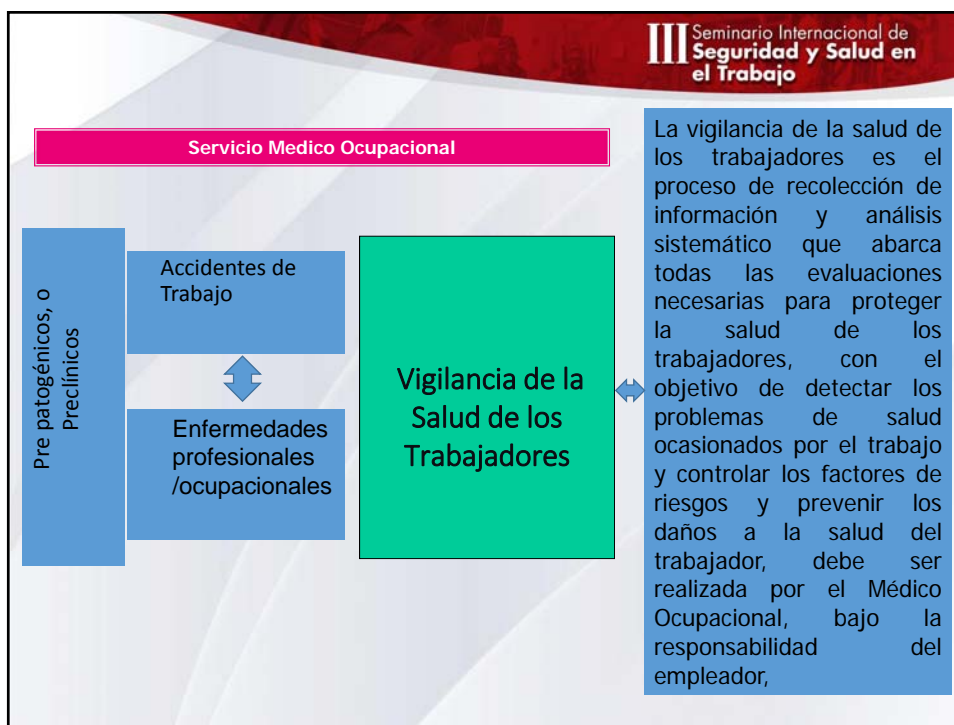 III Seminario Internacional de
Seguridad y Salud en
el Trabajo
Servicio Medico Ocupacional
Pre patogénicos, o
Preclínicos
Accidentes de
Trabajo
Enfermedades
profesionales
/ocupacionales
Vigilancia de la
Salud de los
Trabajadores
La vigilancia de la salud de
los trabajadores es el
proceso de recolección de
información y análisis
sistemático que abarca
todas las evaluaciones
necesarias para proteger
la salud de los
trabajadores, con el
objetivo de detectar los
problemas de salud
ocasionados por el trabajo
y controlar los factores de
riesgos y prevenir los
daños a la salud del
trabajador, debe ser
realizada por el Médico
Ocupacional, bajo la
responsabilidad del
empleador,